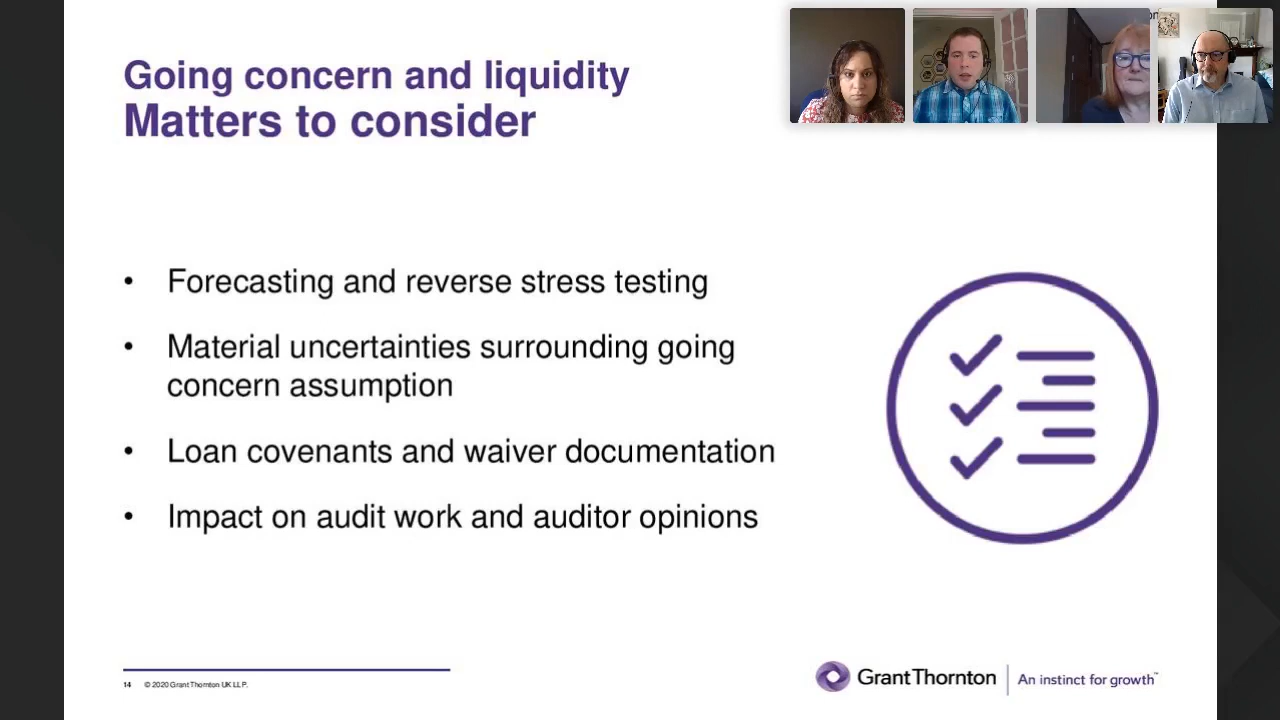 Going concern and liquidity
Matters to consider
• Forecasting and reverse stress testing
• Material uncertainties surrounding going
concern assumption
• Loan covenants and waiver documentation
• Impact on audit work and auditor opinions
14 © 2020 Grant Thornton UK LLP.
Grant Thornton An instinct for growth™